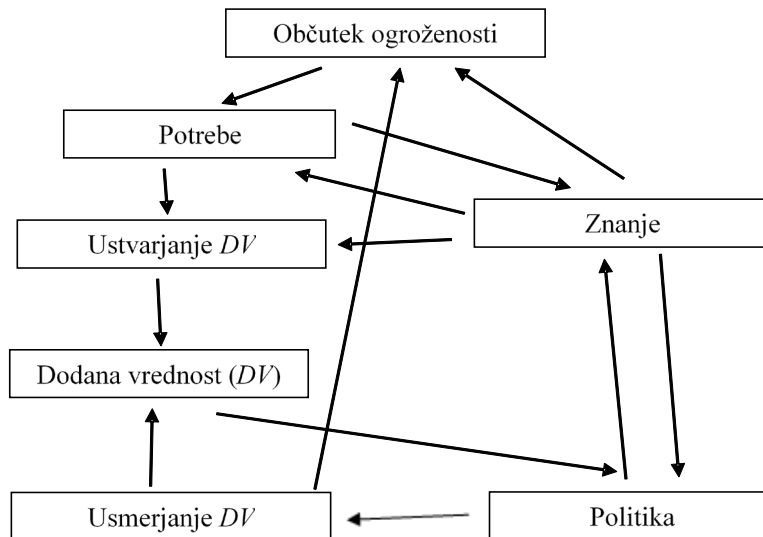 Občutek ogroženosti
Potrebe
Znanje
Ustvarjanje DV
Dodana vrednost (DV)
Usmerjanje DV
Politika